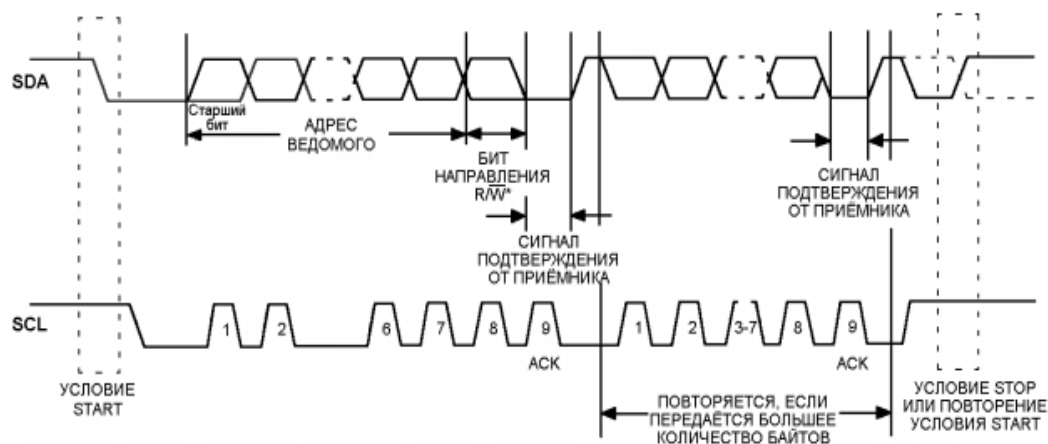 SDA
Старший
бит
АДРЕС
ВЕДОМОГО
БИТ
НАПРАВЛЕНИЯ
R/W*
СИГНАЛ
ПОДТВЕРЖДЕНИЯ
ОТ ПРИЁМНИКА
СИГНАЛ
ПОДТВЕРЖДЕНИЯ
ОТ ПРИЁМНИКА
SCL
1
2
6
7
8
9
1
2
3-7
8
9
ACK
ACK
УСЛОВИЕ
START
ПОВТОРЯЕТСЯ, ЕСЛИ
ПЕРЕДАЁТСЯ БОЛЬШЕЕ
КОЛИЧЕСТВО БАЙТОВ
УСЛОВИЕ STOP
ИЛИ ПОВТОРЕНИЕ
УСЛОВИЯ START